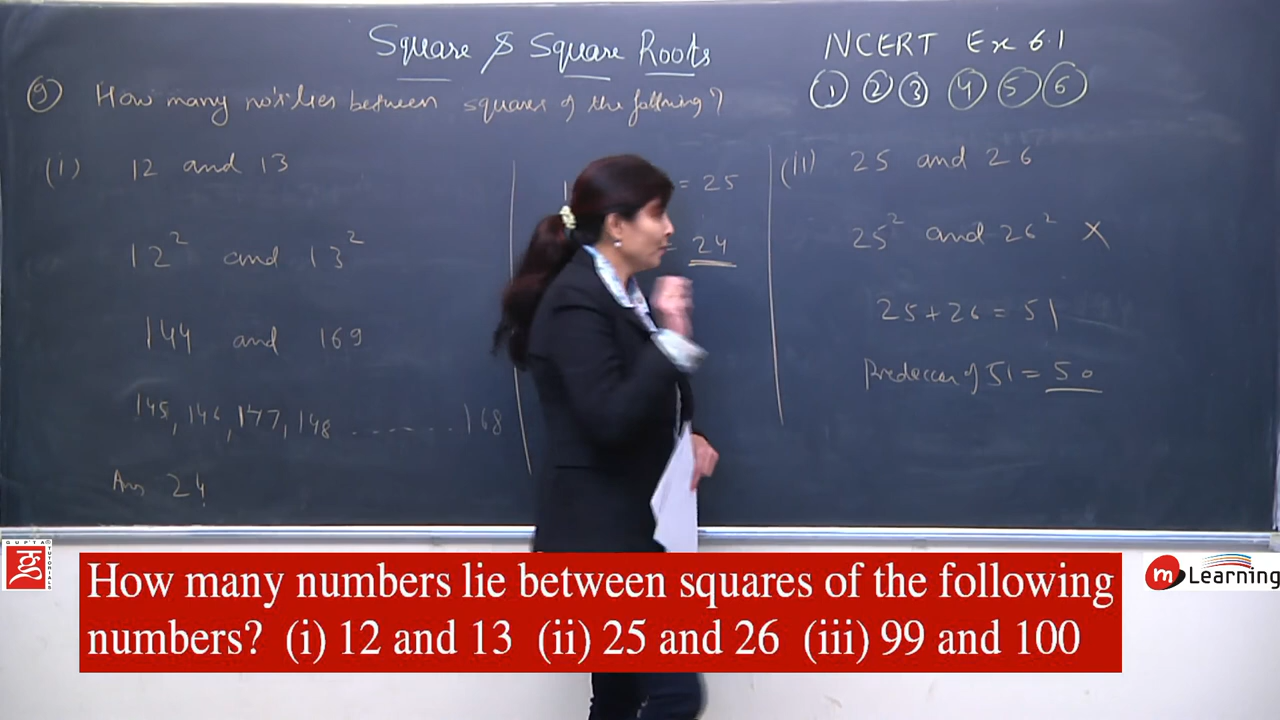 Square & Square Roots
NCERT Ex 6.1
① ② ③ ④ ⑤ ⑥
⑨ How many no's lies between squares of the following?
(i) 12 and 13
12² and 13²
144 and 169
145, 146, 147, 148 ........ 168
Ans 24
= 25
= 24
(ii) 25 and 26
25² and 26² X
25 + 26 = 51
of 51 = 50
GUPTA TUTORIALS
How many numbers lie between squares of the following
numbers? (i) 12 and 13 (ii) 25 and 26 (iii) 99 and 100
m Learning